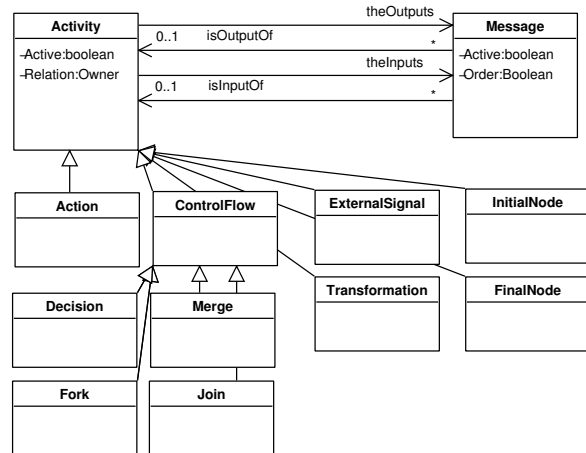 Activity
theOutputs
Message
0..1 isOutputOf *
-Active:boolean
-Relation:Owner
-Active:boolean
-Order:Boolean
theInputs
0..1 isInputOf *
Action
ControlFlow
ExternalSignal
InitialNode
Decision
Merge
Transformation
FinalNode
Fork
Join